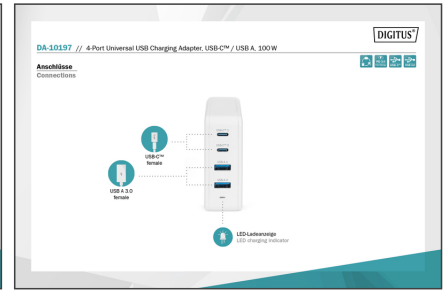 DIGITUS®
DA-10197 // 4-Port Universal USB Charging Adapter, USB-C™ / USB A, 100 W
Anschlüsse
Connections
USB-C™
female
USB A 3.0
female
LED-Ladeanzeige
LED charging indicator